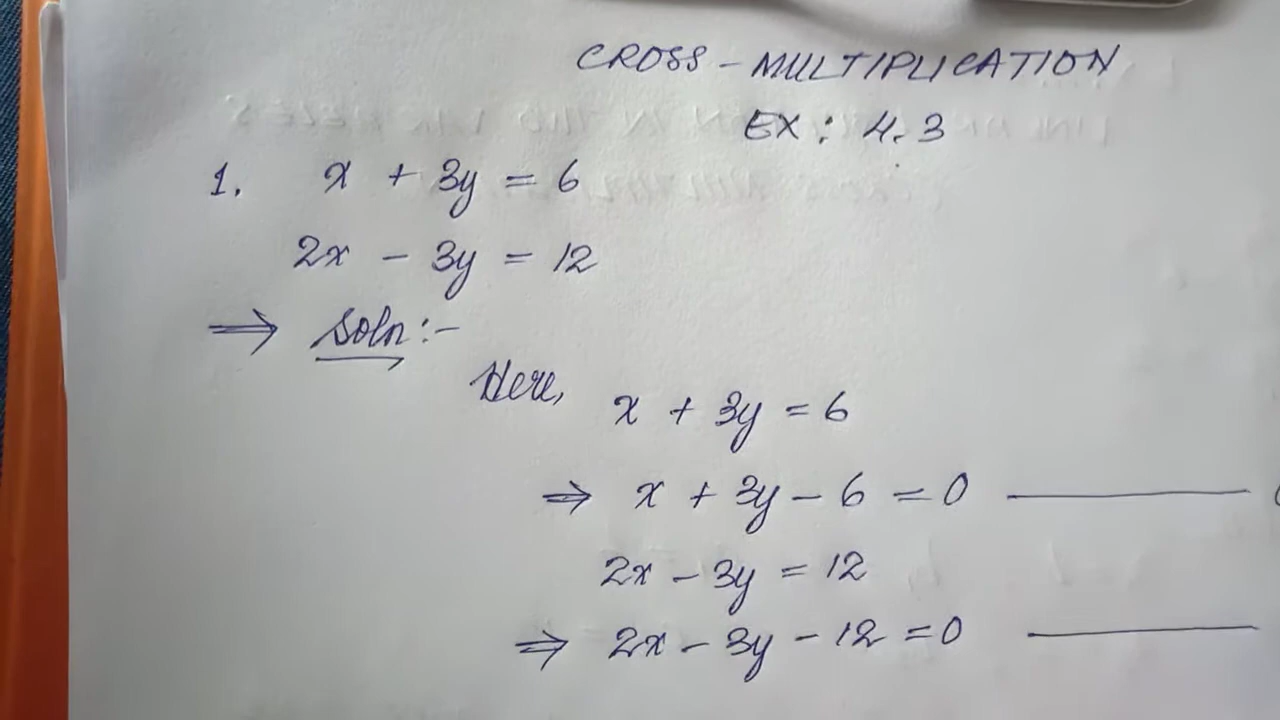 CROSS - MULTIPLICATION
EX : 4.3
1. x + 3y = 6
2x - 3y = 12
⇒ Soln :-
Here, x + 3y = 6
⇒ x + 3y - 6 = 0
2x - 3y = 12
⇒ 2x - 3y - 12 = 0